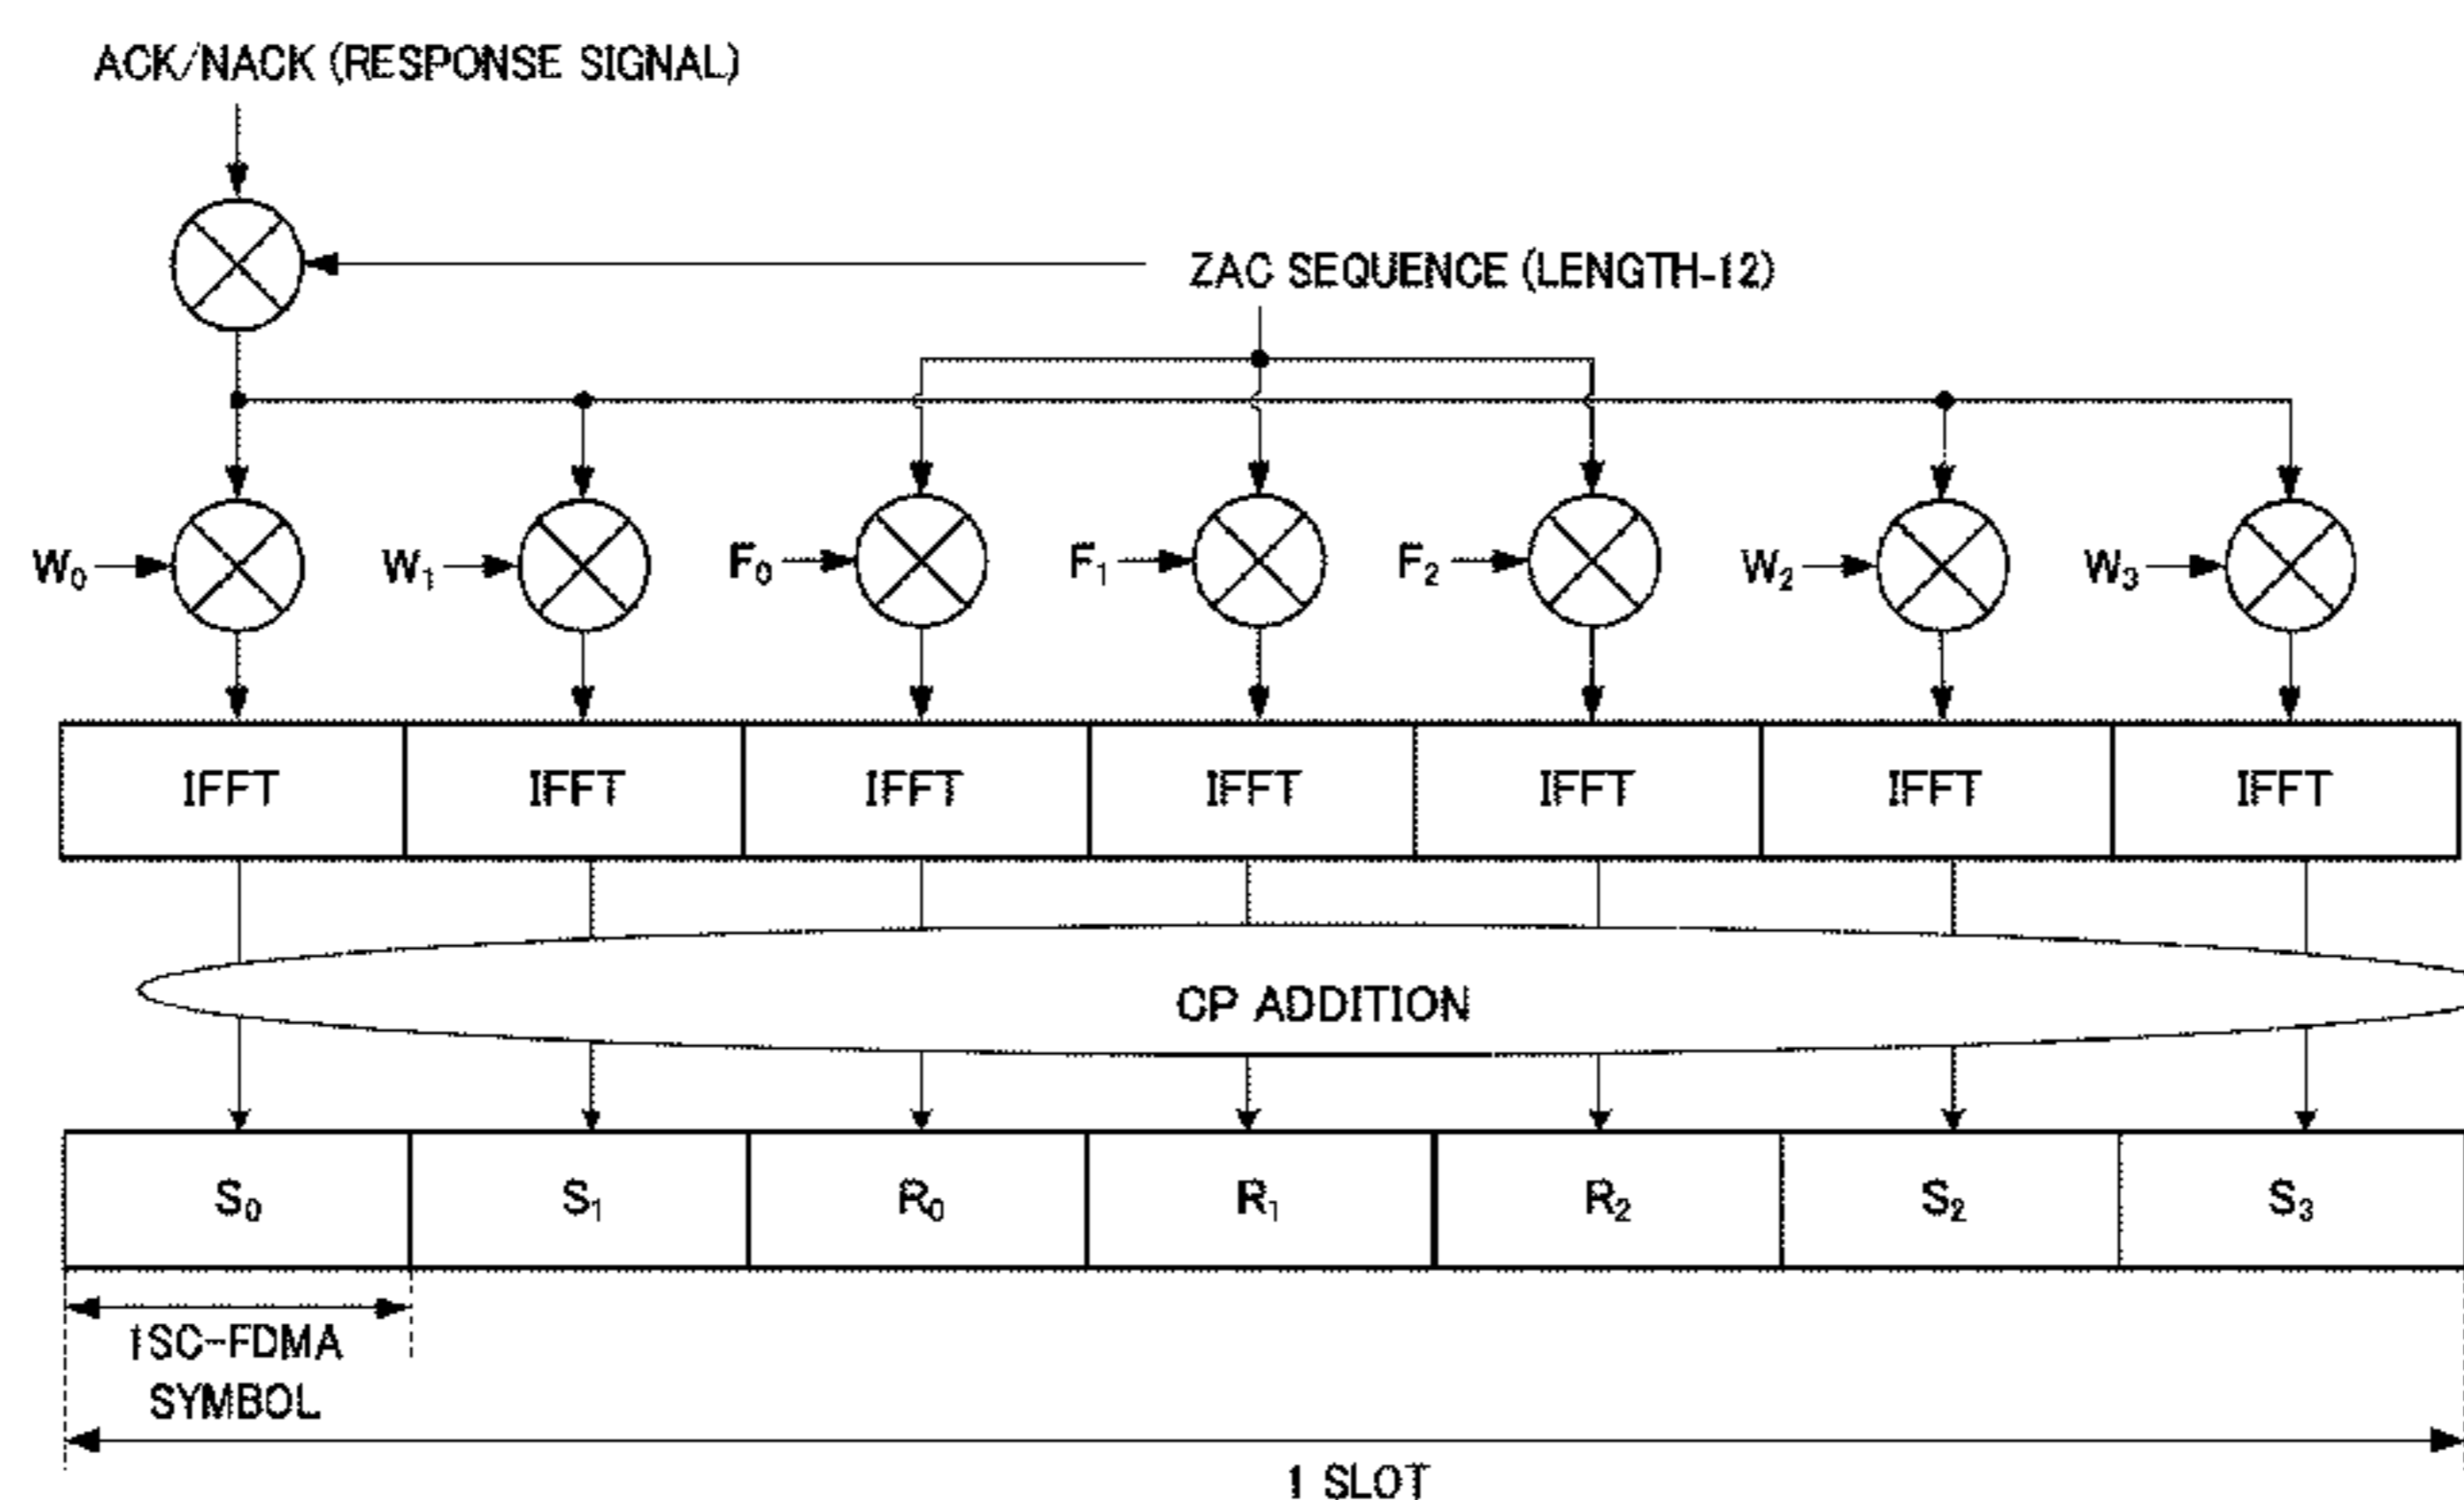 ACK/NACK (RESPONSE SIGNAL)
ZAC SEQUENCE (LENGTH-12)
W₀ W₁ F₀ F₁ F₂ W₂ W₃
IFFT IFFT IFFT IFFT IFFT IFFT IFFT
CP ADDITION
S₀ S₁ R₀ R₁ R₂ S₂ S₃
1SC-FDMA
SYMBOL
1 SLOT